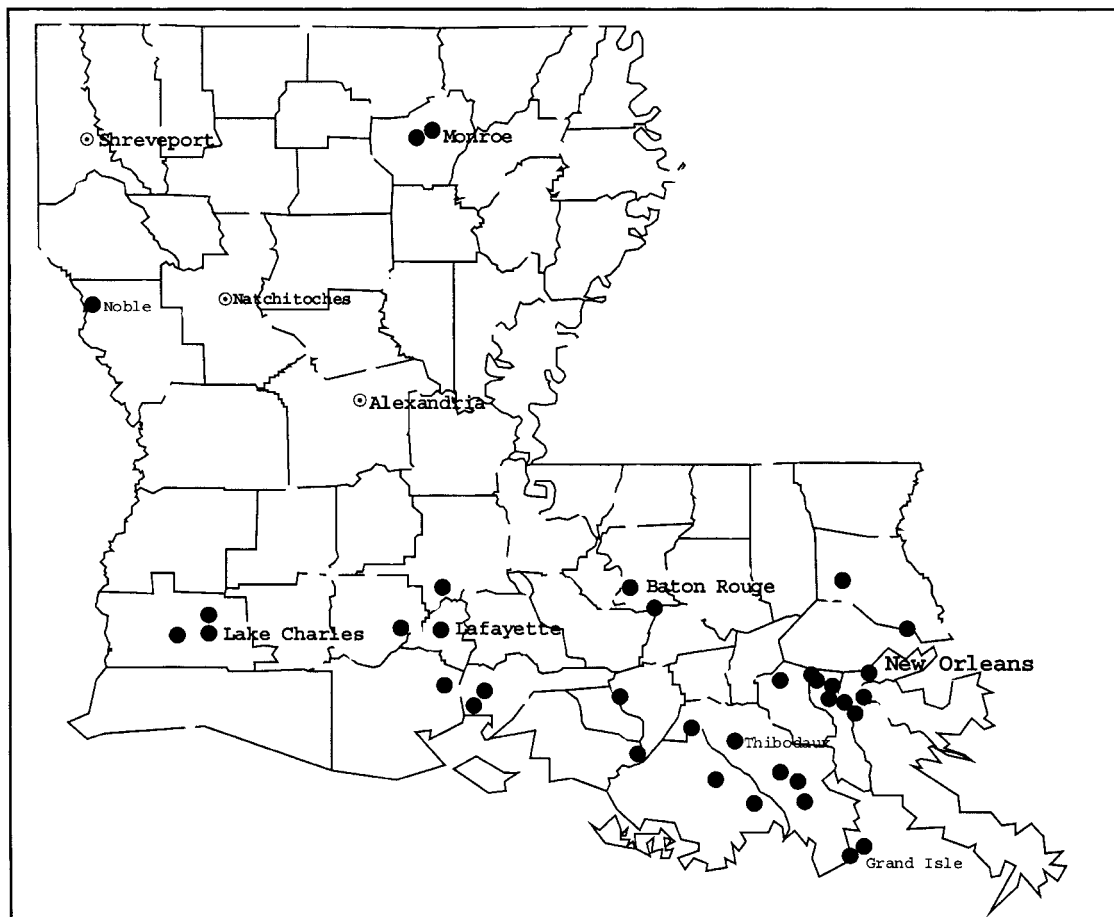 Shreveport
Monroe
Natchitoches
Noble
Alexandria
Baton Rouge
Lake Charles
Lafayette
New Orleans
Thibodaux
Grand Isle